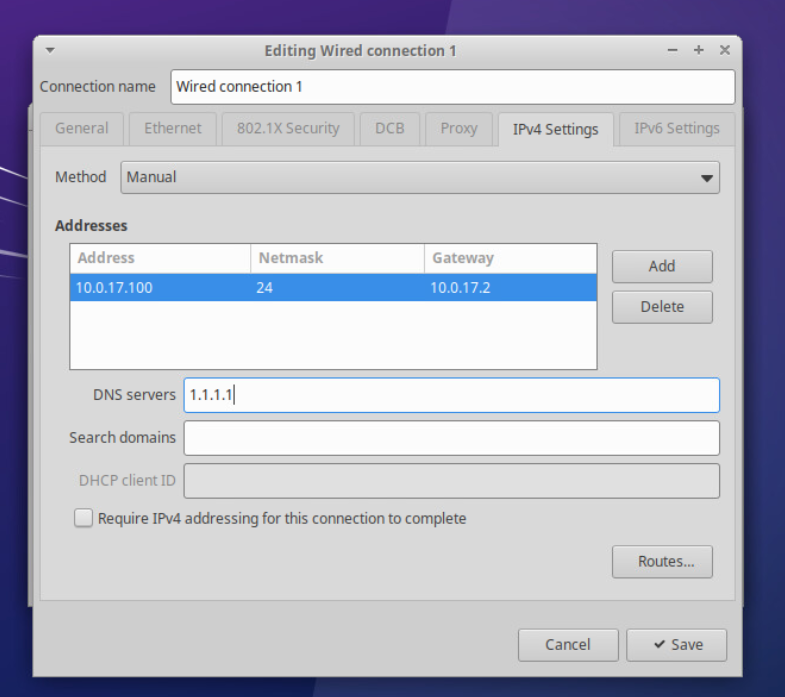 Editing Wired connection 1
Connection name Wired connection 1
General Ethernet 802.1X Security DCB Proxy IPv4 Settings IPv6 Settings
Method Manual
Addresses
Address Netmask Gateway
10.0.17.100 24 10.0.17.2
Add
Delete
DNS servers 1.1.1.1
Search domains
DHCP client ID
Require IPv4 addressing for this connection to complete
Routes...
Cancel Save